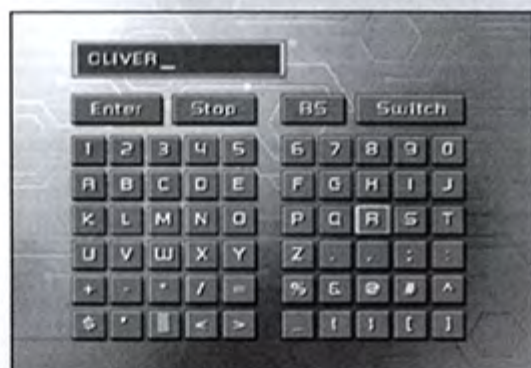 OLIVER_
Enter Stop BS Switch
1 2 3 4 5 6 7 8 9 0
A B C D E F G H I J
K L M N O P Q R S T
U V W X Y Z . , ; :
+ - * / = % & @ # ^
$ < > _ ( ) [ ]